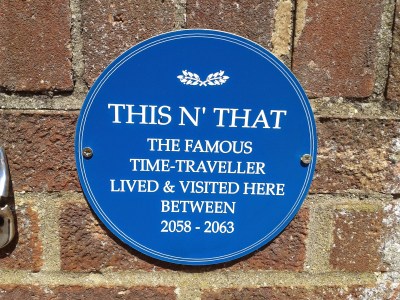 THIS N' THAT
THE FAMOUS
TIME-TRAVELLER
LIVED & VISITED HERE
BETWEEN
2058 - 2063